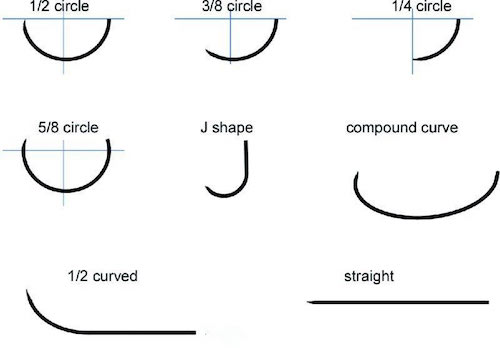 1/2 circle
3/8 circle
1/4 circle
5/8 circle
J shape
compound curve
1/2 curved
straight